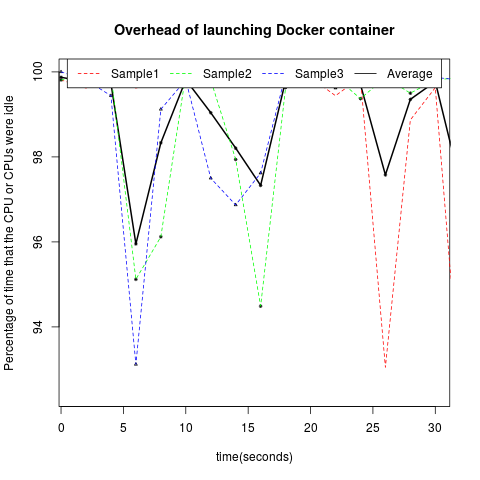 Overhead of launching Docker container
Sample1 Sample2 Sample3 Average
Percentage of time that the CPU or CPUs were idle
100
98
96
94
0 5 10 15 20 25 30
time(seconds)